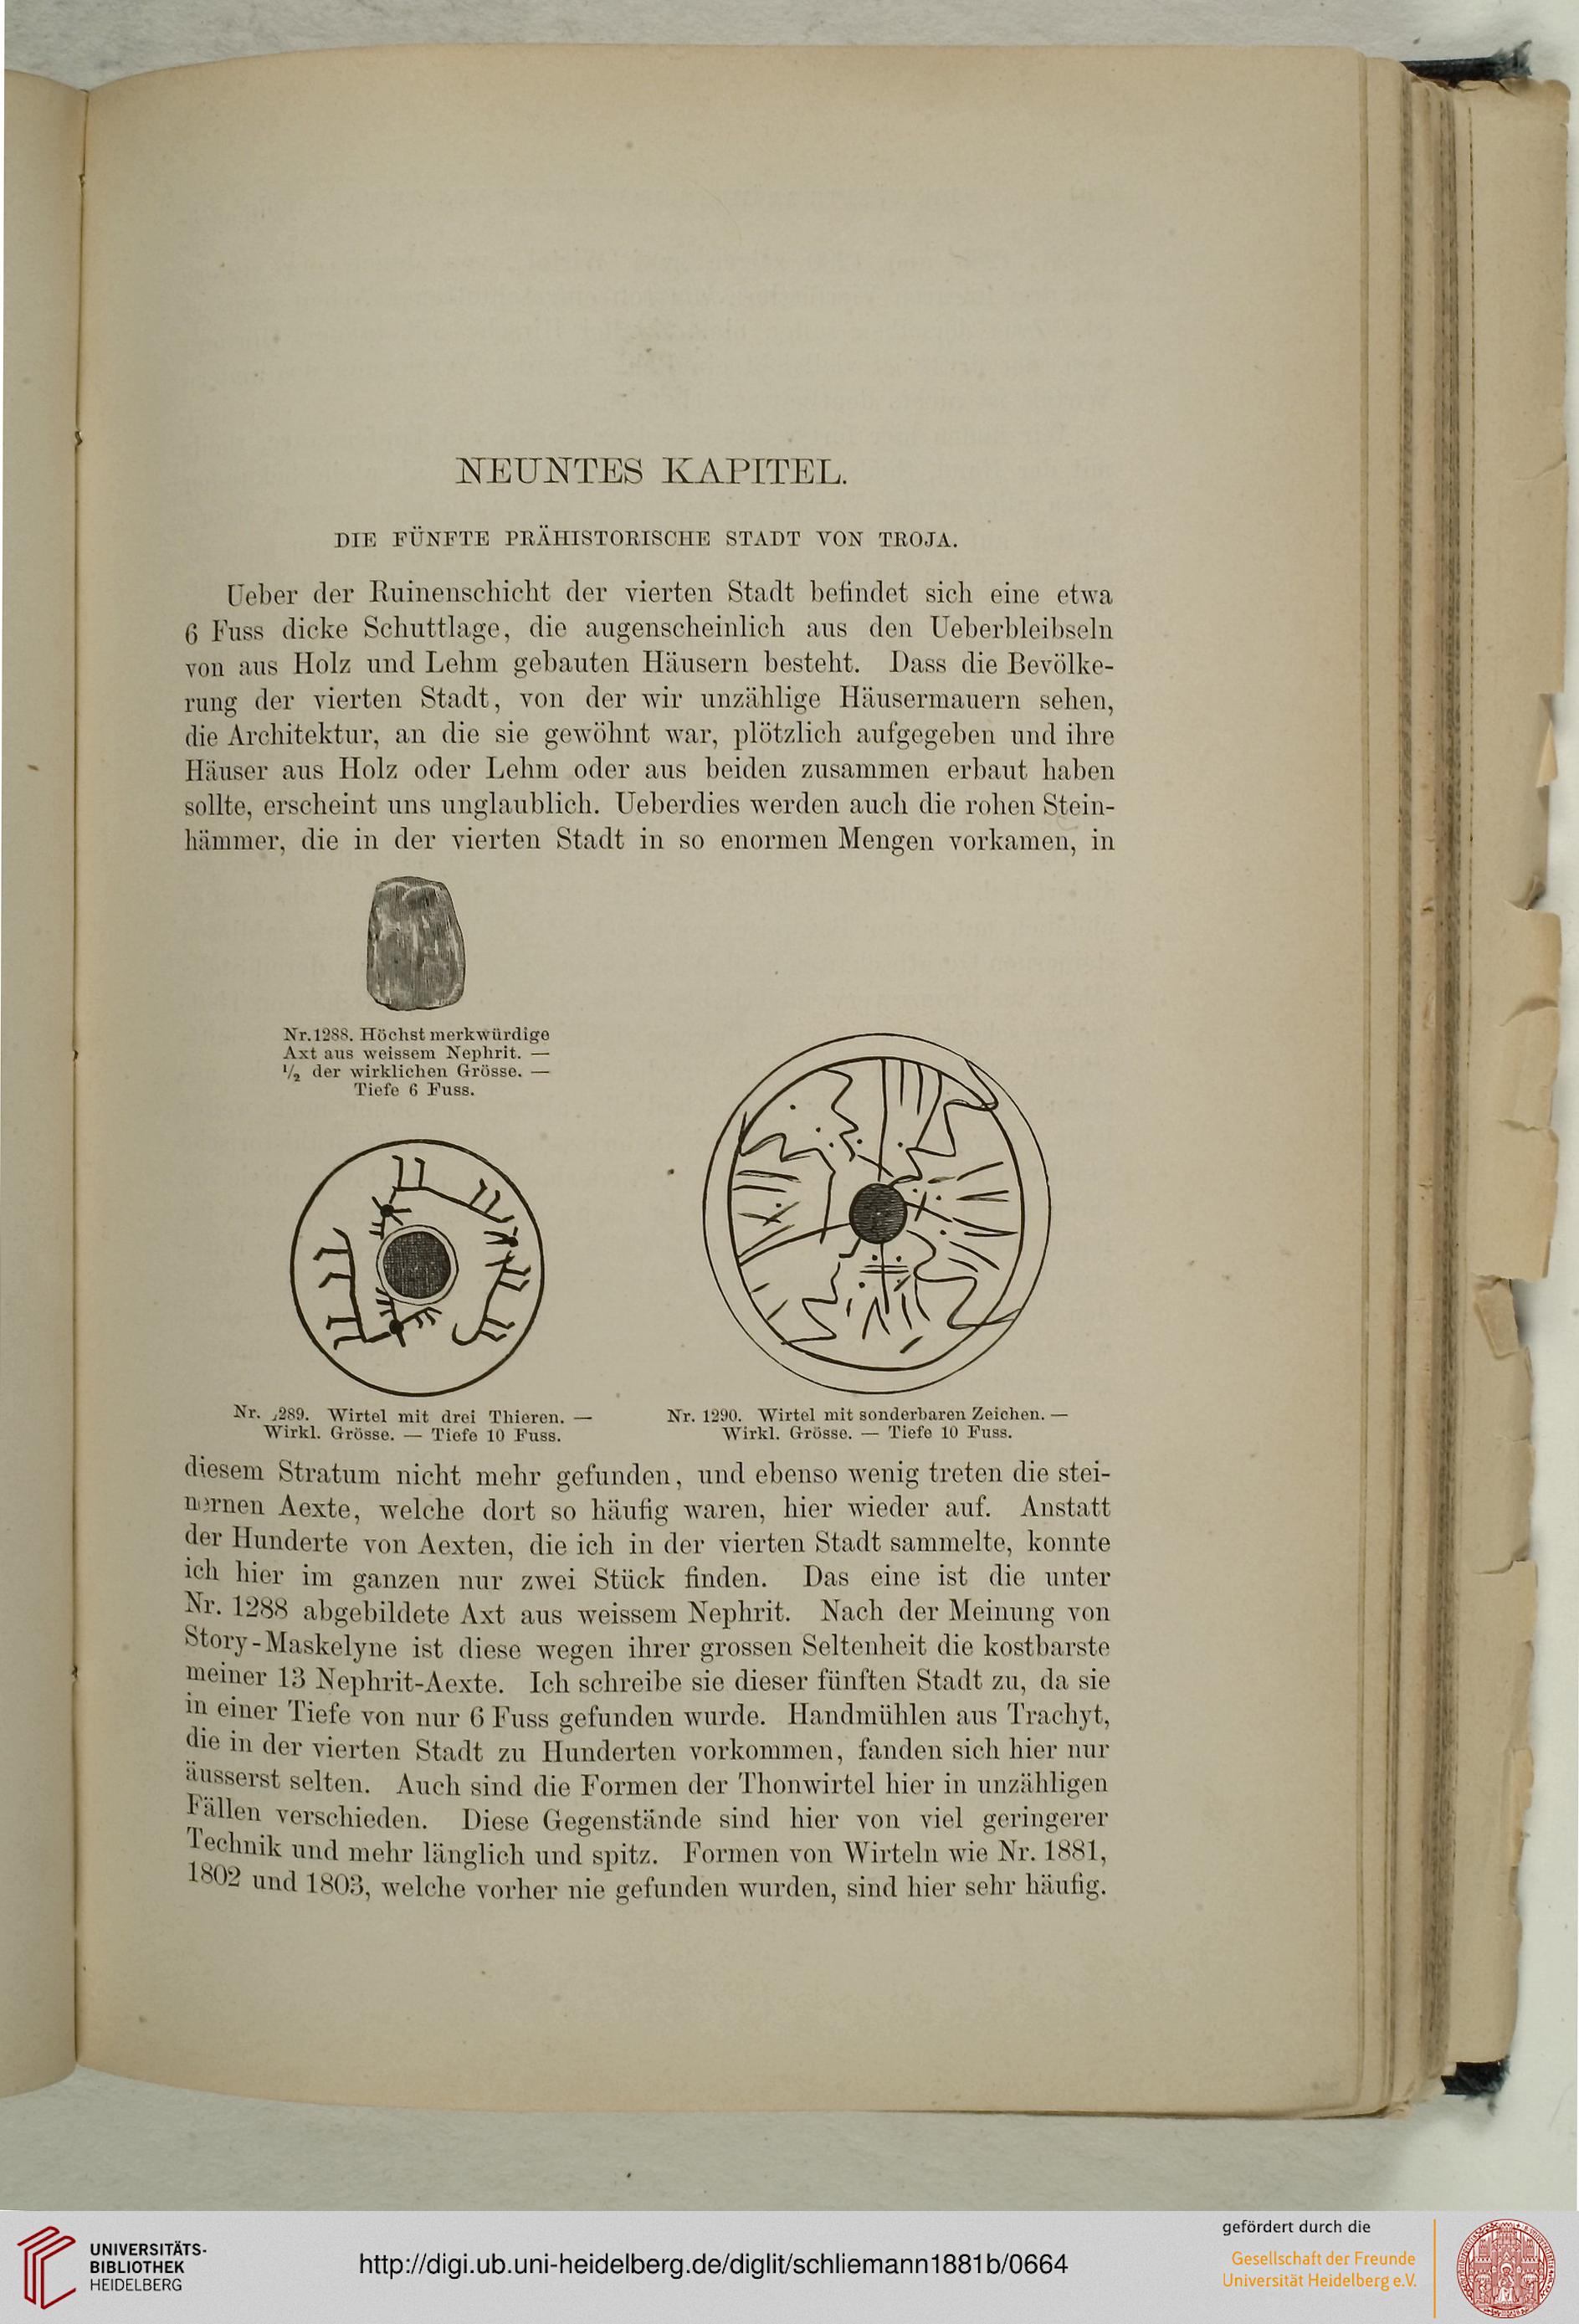 NEUNTES KAPITEL.
DIE FÜNFTE PRÄHISTORISCHE STADT VON TROJA.
Ueber der Ruinenschicht der vierten Stadt befindet sich eine etwa
6 Fuss dicke Schuttlage, die augenscheinlich aus den Ueberbleibseln
von aus Holz und Lehm gebauten Häusern besteht. Dass die Bevölke-
rung der vierten Stadt, von der wir unzählige Häusermauern sehen,
die Architektur, an die sie gewöhnt war, plötzlich aufgegeben und ihre
Häuser aus Holz oder Lehm oder aus beiden zusammen erbaut haben
sollte, erscheint uns unglaublich. Ueberdies werden auch die rohen Stein-
hämmer, die in der vierten Stadt in so enormen Mengen vorkamen, in
Nr. 1288. Höchst merkwürdige
Axt aus weissem Nephrit. —
1/2 der wirklichen Grösse. —
Tiefe 6 Fuss.
Nr. 1289. Wirtel mit drei Thieren. —
Wirkl. Grösse. — Tiefe 10 Fuss.
Nr. 1290. Wirtel mit sonderbaren Zeichen. —
Wirkl. Grösse. — Tiefe 10 Fuss.
diesem Stratum nicht mehr gefunden, und ebenso wenig treten die stei-
nernen Aexte, welche dort so häufig waren, hier wieder auf. Anstatt
der Hunderte von Aexten, die ich in der vierten Stadt sammelte, konnte
ich hier im ganzen nur zwei Stück finden. Das eine ist die unter
Nr. 1288 abgebildete Axt aus weissem Nephrit. Nach der Meinung von
Story-Maskelyne ist diese wegen ihrer grossen Seltenheit die kostbarste
meiner 13 Nephrit-Aexte. Ich schreibe sie dieser fünften Stadt zu, da sie
in einer Tiefe von nur 6 Fuss gefunden wurde. Handmühlen aus Trachyt,
die in der vierten Stadt zu Hunderten vorkommen, fanden sich hier nur
äusserst selten. Auch sind die Formen der Thonwirtel hier in unzähligen
Fällen verschieden. Diese Gegenstände sind hier von viel geringerer
Technik und mehr länglich und spitz. Formen von Wirteln wie Nr. 1881,
1802 und 1803, welche vorher nie gefunden wurden, sind hier sehr häufig.
UNIVERSITÄTS-
BIBLIOTHEK
HEIDELBERG
http://digi.ub.uni-heidelberg.de/diglit/schliemann1881b/0664
gefördert durch die
Gesellschaft der Freunde
Universität Heidelberg e.V.